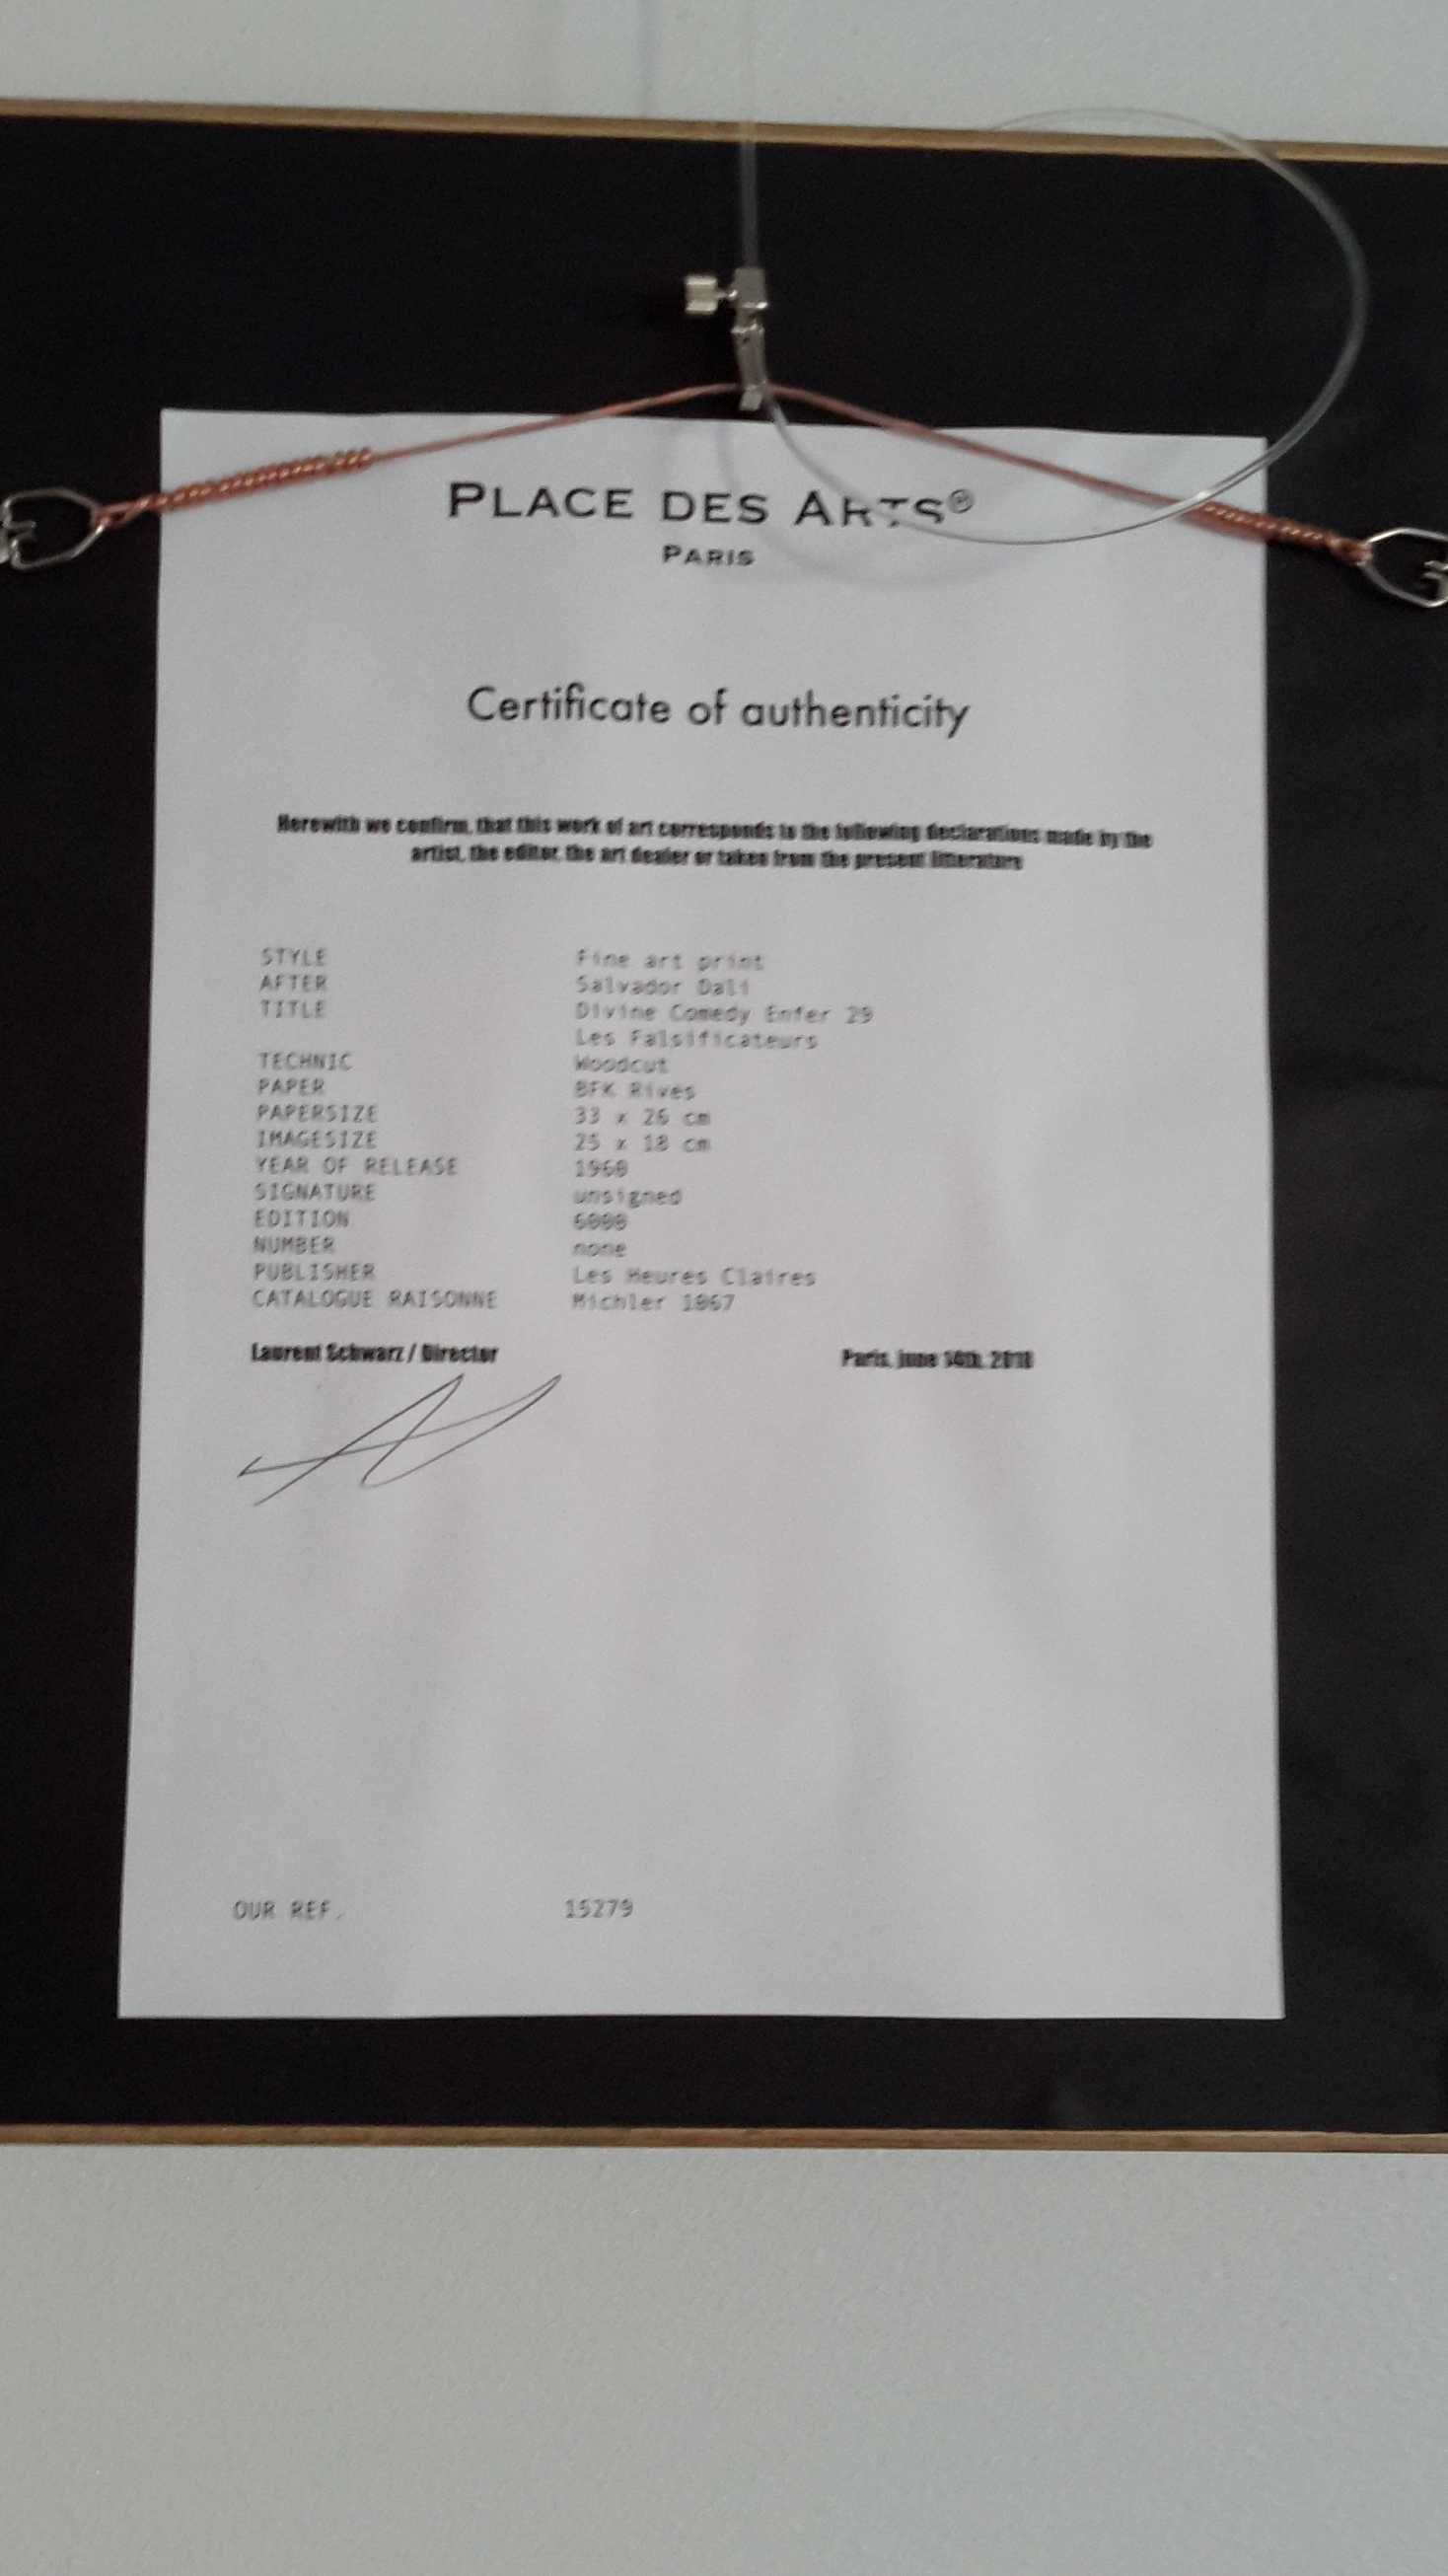 PLACE DES ARTS®
PARIS
Certificate of authenticity
Herewith we confirm, that this work of art corresponds to the following declarations made by the
artist, the editor, the art dealer or taken from the present litterature
STYLE Fine art print
AFTER Salvador Dali
TITLE Divine Comedy Enfer 29
Les Falsificateurs
TECHNIC Woodcut
PAPER BFK Rives
PAPERSIZE 33 x 26 cm
IMAGESIZE 25 x 18 cm
YEAR OF RELEASE 1960
SIGNATURE unsigned
EDITION 6000
NUMBER none
PUBLISHER Les Heures Claires
CATALOGUE RAISONNE Michler 1067
Laurent Schwarz / Director Paris, june 14th,
OUR REF. 15279